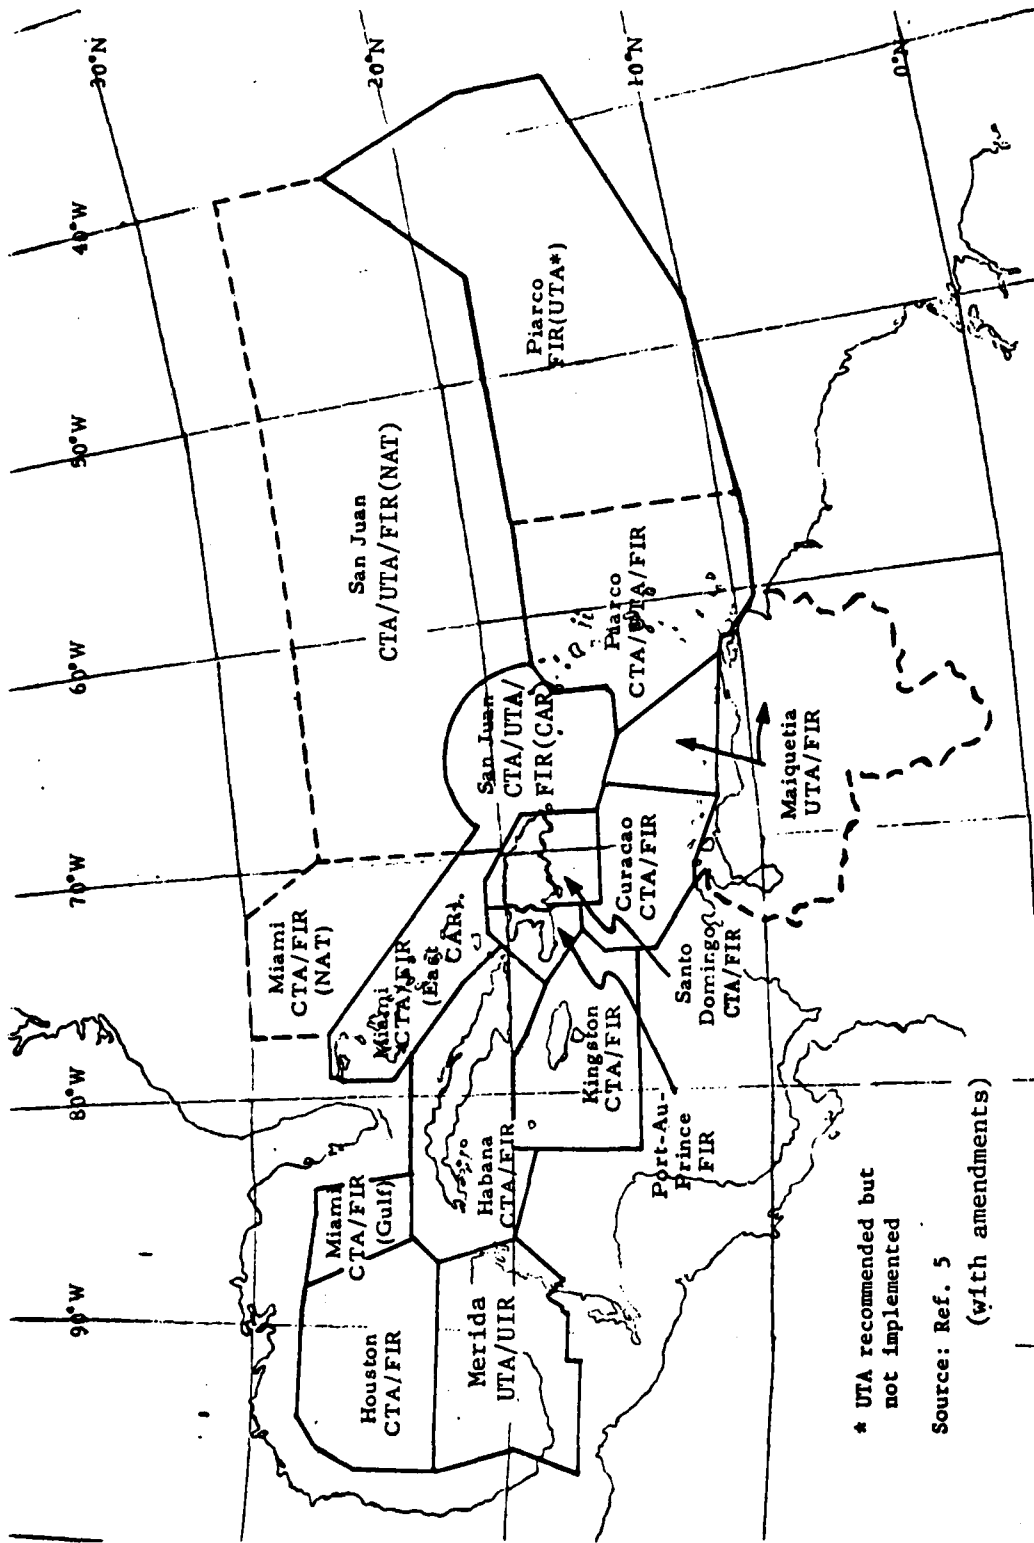 90°W
80°W
70°W
60°W
50°W
40°W
30°N
20°N
10°N
0°N
Houston
CTA/FIR
Miami
CTA/FIR
(Gulf)
Merida
UTA/UIR
Habana
CTA/FIR
Miami
CTA/FIR
(NAT)
Miami
CTA/FIR
(East
CAR)
San Juan
CTA/UTA/FIR(NAT)
San Juan
CTA/UTA/
FIR(CAR
Piarco
FIR(UTA*)
Piarco
CTA/UTA/FIR
Kingston
CTA/FIR
Port-Au-
Prince
FIR
Santo
Domingo
CTA/FIR
Curacao
CTA/FIR
Maiquetia
UTA/FIR
* UTA recommended but
not implemented
Source: Ref. 5
(with amendments)